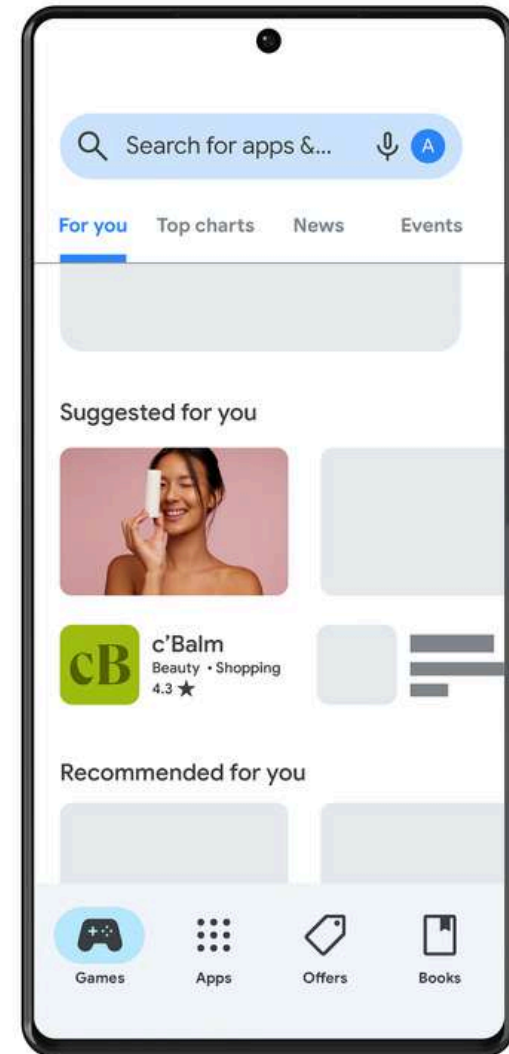 Search for apps &...
A
For you Top charts News Events
Suggested for you
cB
c’Balm
Beauty • Shopping
4.3 ★
Recommended for you
Games Apps Offers Books